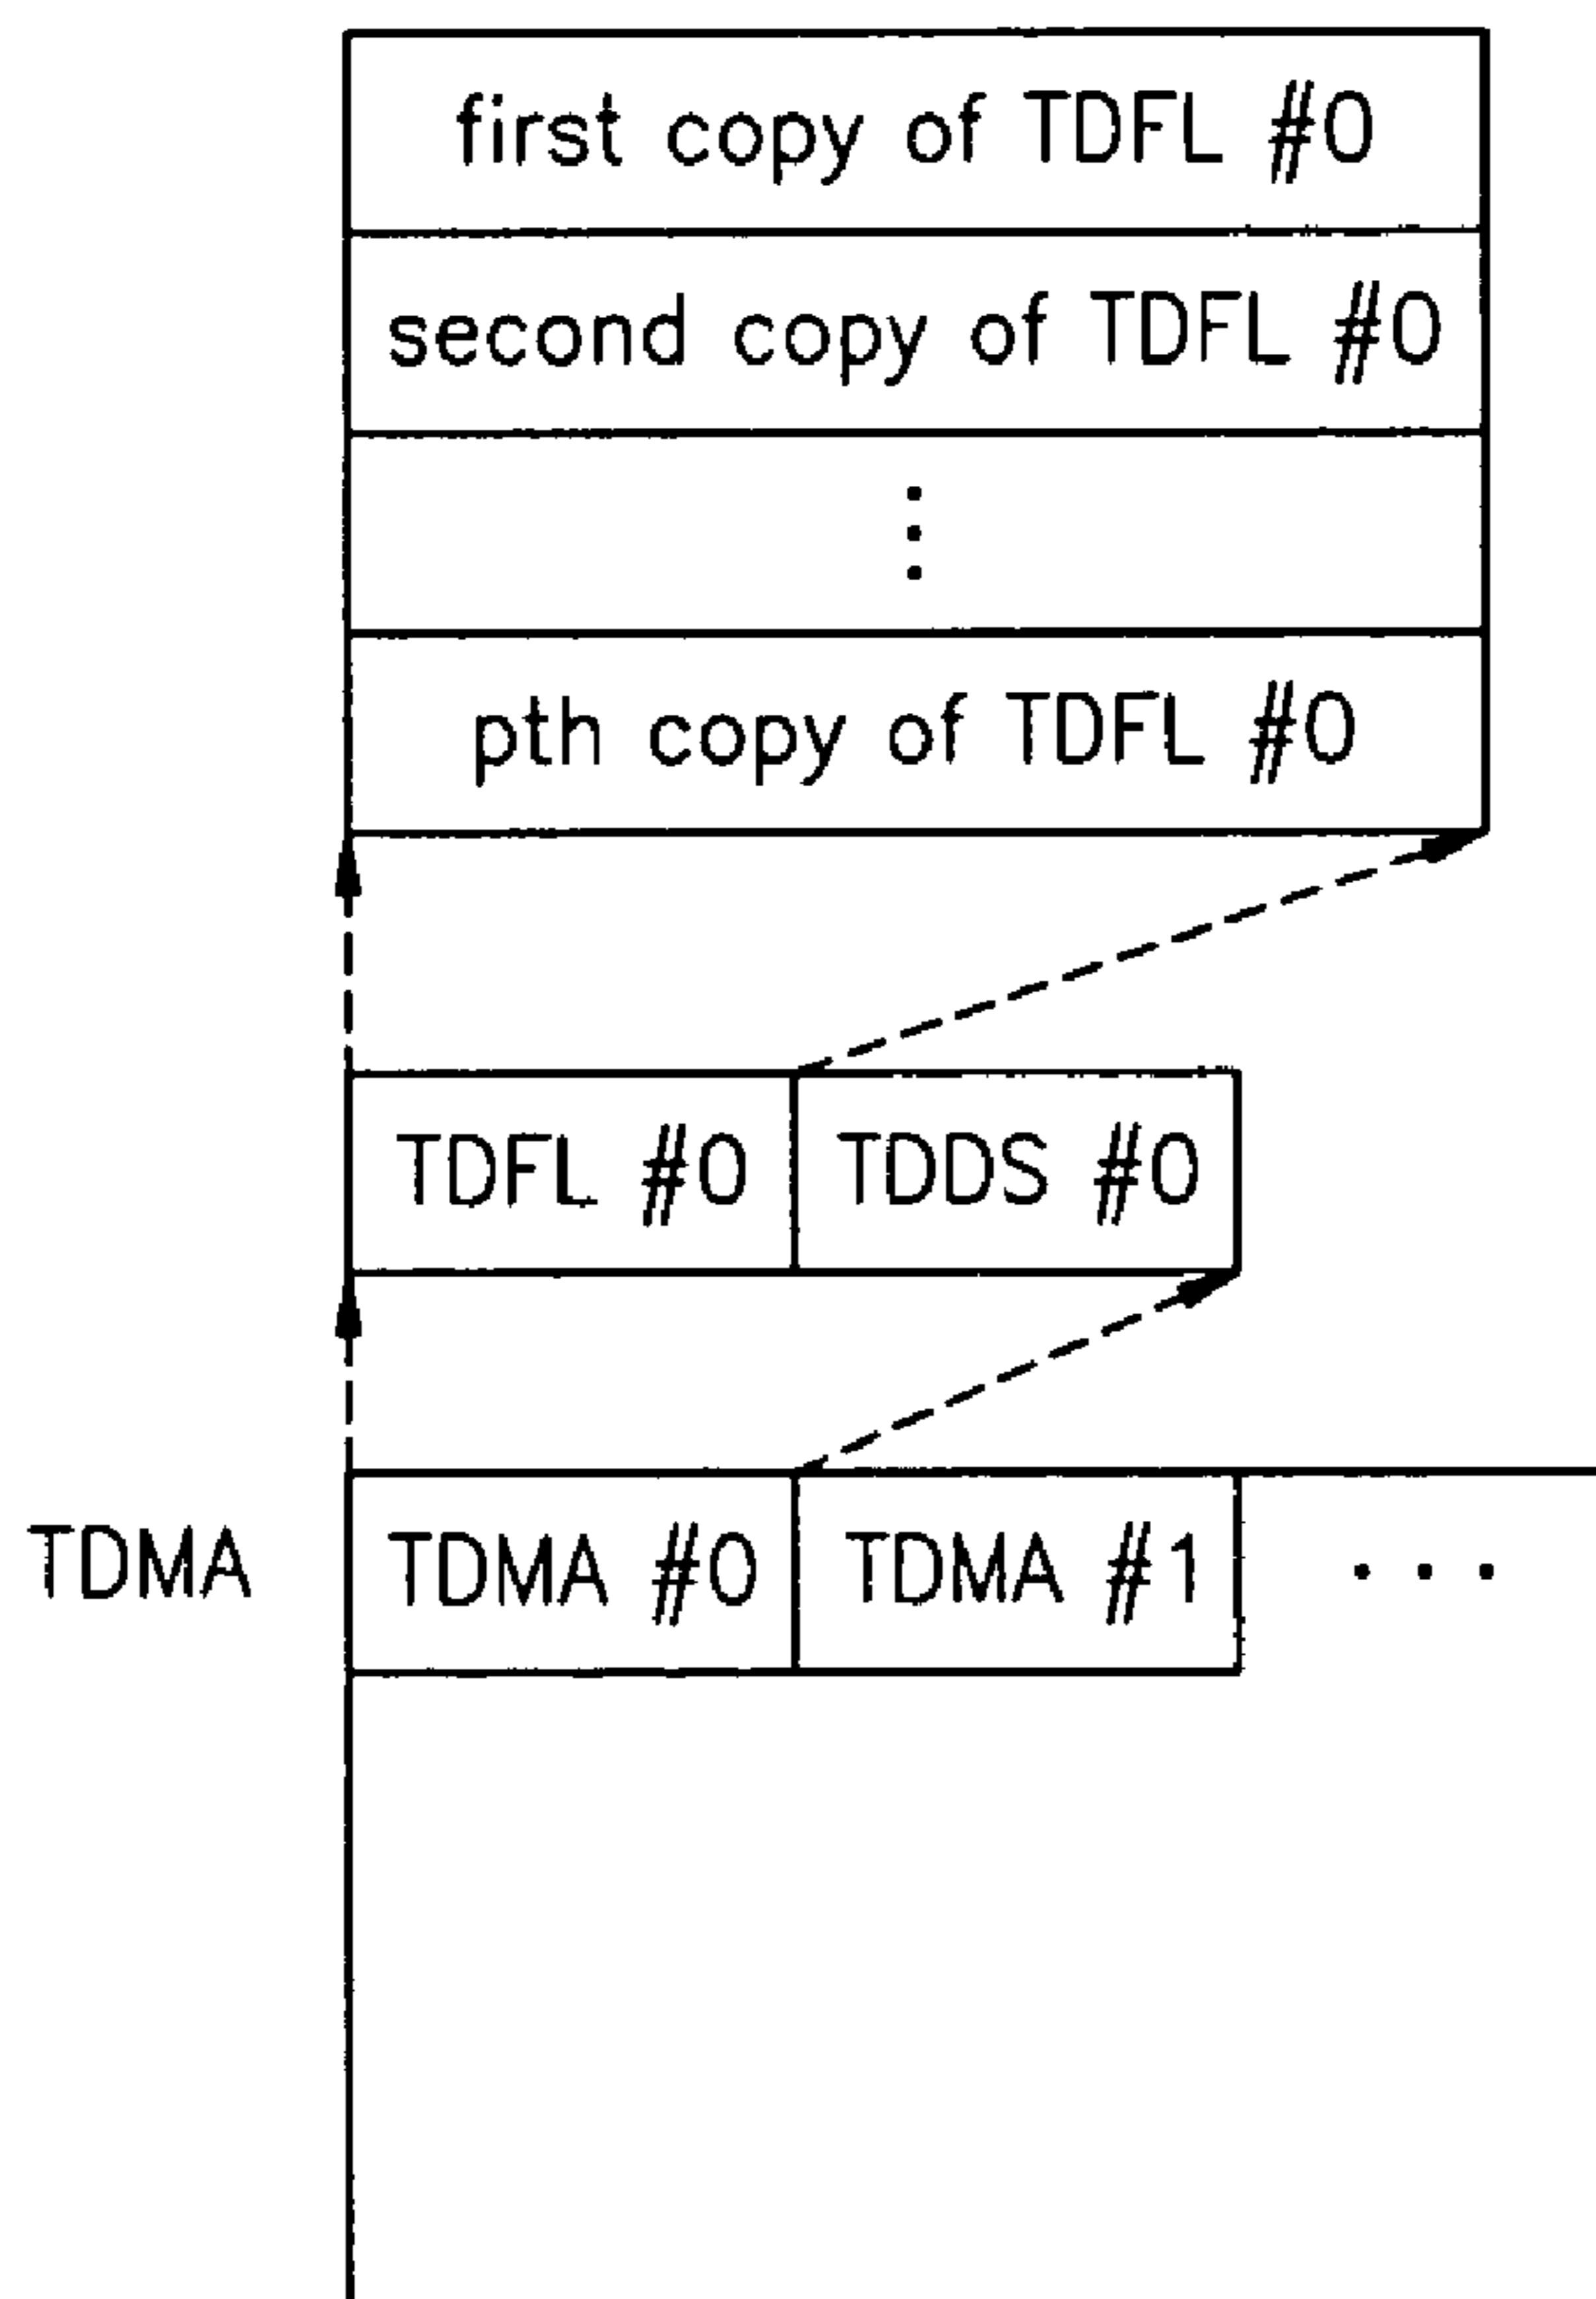 first copy of TDFL #0
second copy of TDFL #0
⋮
pth copy of TDFL #0
TDFL #0 TDDS #0
TDMA TDMA #0 TDMA #1 ...